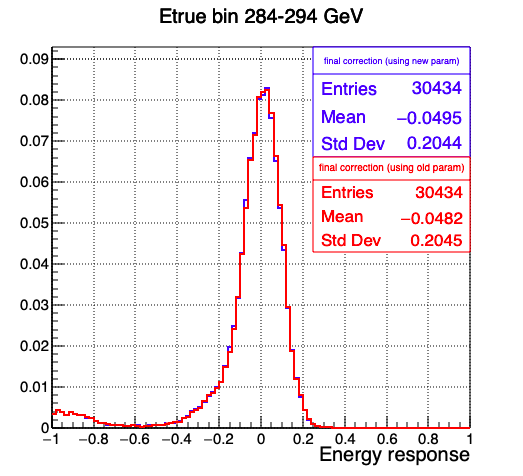 Etrue bin 284-294 GeV
final correction (using new param)
Entries 30434
Mean −0.0495
Std Dev 0.2044
final correction (using old param)
Entries 30434
Mean −0.0482
Std Dev 0.2045
0.09
0.08
0.07
0.06
0.05
0.04
0.03
0.02
0.01
0
−1 −0.8 −0.6 −0.4 −0.2 0 0.2 0.4 0.6 0.8 1
Energy response